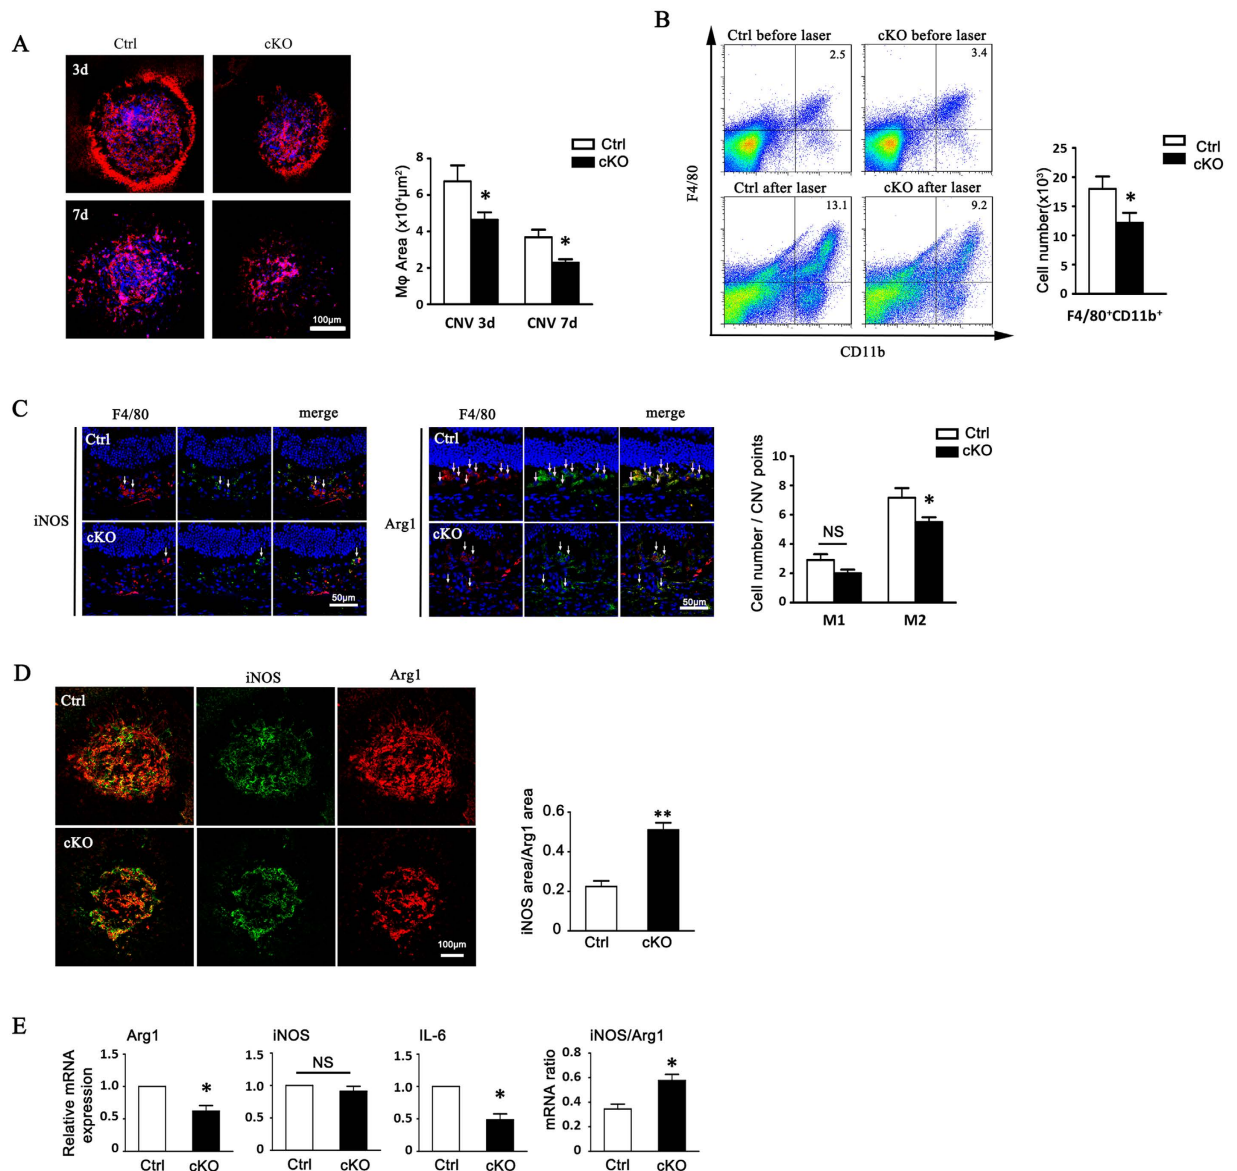 A
Ctrl
cKO
3d
7d
100μm
Mφ Area (x10⁴μm²)
10
8
6
4
2
0
*
*
CNV 3d
CNV 7d
Ctrl
cKO
B
F4/80
Ctrl before laser
2.5
cKO before laser
3.4
Ctrl after laser
13.1
cKO after laser
9.2
CD11b
Ctrl
cKO
Cell number(x10³)
25
20
15
10
5
0
*
F4/80⁺CD11b⁺
C
F4/80
merge
iNOS
Ctrl
cKO
50μm
F4/80
merge
Arg1
Ctrl
cKO
50μm
Ctrl
cKO
Cell number / CNV points
10
8
6
4
2
0
NS
*
M1
M2
D
iNOS
Arg1
Ctrl
cKO
100μm
iNOS area/Arg1 area
0.6
0.4
0.2
0
**
Ctrl
cKO
E
Relative mRNA
expression
Arg1
1.5
1.0
0.5
0
*
Ctrl
cKO
iNOS
1.5
1.0
0.5
0
NS
Ctrl
cKO
IL-6
1.5
1.0
0.5
0
*
Ctrl
cKO
iNOS/Arg1
mRNA ratio
0.8
0.6
0.4
0.2
0
*
Ctrl
cKO